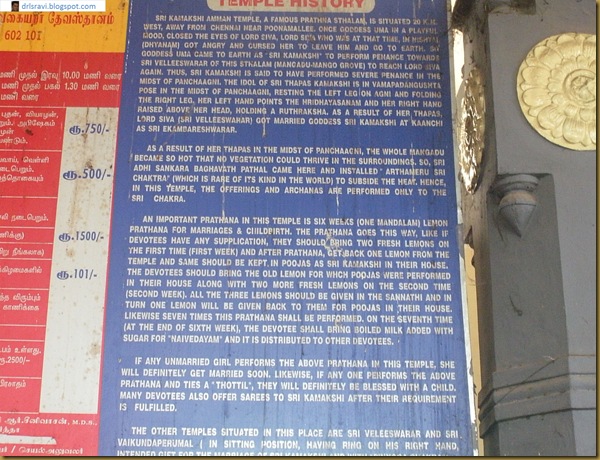 drlsravi.blogspot.com
தேவஸ்தானம்
602 101
10.00 மணி வரை
1.30 மணி வரை
மணி வரை
ரூ.750/-
ரூ.500/-
ரூ.1500/-
ரூ.101/-
ரூ.2500/-
TEMPLE HISTORY
SRI KAMAKSHI AMMAN TEMPLE, A FAMOUS PRATHNA STHALAM, IS SITUATED 20 K.M.
WEST, AWAY FROM CHENNAI NEAR POONAMALLEE. ONCE GODDESS UMA IN A PLAYFUL
MOOD, CLOSED THE EYES OF LORD SIVA, LORD SIVA WHO WAS AT THAT TIME, IN
(DHYANAM) GOT ANGRY AND CURSED HER TO LEAVE HIM AND GO TO EARTH. SO
GODDESS UMA CAME TO EARTH AS "SRI KAMAKSHI" TO PERFORM PENANCE TOWARDS
SRI VELLEESWARAR OF THIS STHALAM (MANGADU-MANGO GROVE) TO REACH LORD SIVA
AGAIN. THUS, SRI KAMAKSHI IS SAID TO HAVE PERFORMED SEVERE PENANCE IN THE
MIDST OF PANCHAAGNI. THE IDOL OF SRI THAPAS KAMAKSHI IS IN VAMAPADANGUSHTA
POSE IN THE MIDST OF PANCHAAGNI, RESTING THE LEFT LEG ON AGNI AND FOLDING
THE RIGHT LEG, HER LEFT HAND POINTS THE HRIDHAYASANAM AND HER RIGHT HAND
RAISED ABOVE HER HEAD, HOLDING A RUTHRAKSHA. AS A RESULT OF HER THAPAS,
LORD SIVA (SRI VELLEESWARAR) GOT MARRIED GODDESS SRI KAMAKSHI AT KAANCHI
AS SRI EKAMDARESHWARAR.
AS A RESULT OF HER THAPAS IN THE MIDST OF PANCHAAGNI, THE WHOLE MANGADU
BECAME SO HOT THAT NO VEGETATION COULD THRIVE IN THE SURROUNDINGS. SO, SRI
ADHI SANKARA BAGHAVATH PATHAL CAME HERE AND INSTALLED " ARTHAMERU SRI
CHAKRA" (WHICH IS RARE OF IT'S KIND IN THE WORLD) TO SUBSIDE THE HEAT. HENCE,
IN THIS TEMPLE, THE OFFERINGS AND ARCHANAS ARE PERFORMED ONLY TO THE
SRI CHAKRA.
AN IMPORTANT PRATHANA IN THIS TEMPLE IS SIX WEEKS (ONE MANDALAM) LEMON
PRATHANA FOR MARRIAGES & CHILDBIRTH. THE PRATHANA GOES THIS WAY, LIKE IF
DEVOTEES HAVE ANY SUPPLICATION, THEY SHOULD BRING TWO FRESH LEMONS ON
THE FIRST TIME (FIRST WEEK) AND AFTER PRATHANA, GET BACK ONE LEMON FROM THE
TEMPLE AND SAME SHOULD BE KEPT IN POOJAS AS SRI KAMAKSHI IN THEIR HOUSE.
THE DEVOTEES SHOULD BRING THE OLD LEMON FOR WHICH POOJAS WERE PERFORMED
IN THEIR HOUSE ALONG WITH TWO MORE FRESH LEMONS ON THE SECOND TIME
(SECOND WEEK). ALL THE THREE LEMONS SHOULD BE GIVEN IN THE SANNATHI AND IN
TURN ONE LEMON WILL BE GIVEN BACK TO THEM FOR POOJAS IN THEIR HOUSE.
LIKEWISE SEVEN TIMES THIS PRATHANA SHALL BE PERFORMED. ON THE SEVENTH TIME
(AT THE END OF SIXTH WEEK), THE DEVOTEE SHALL BRING BOILED MILK ADDED WITH
SUGAR FOR "NAIVEDAYAM" AND IT IS DISTRIBUTED TO OTHER DEVOTEES.
IF ANY UNMARRIED GIRL PERFORMS THE ABOVE PRATHANA IN THIS TEMPLE, SHE
WILL DEFINITELY GET MARRIED SOON. LIKEWISE, IF ANY ONE PERFORMS THE ABOVE
PRATHANA AND TIES A "THOTTIL", THEY WILL DEFINITELY BE BLESSED WITH A CHILD.
MANY DEVOTEES ALSO OFFER SAREES TO SRI KAMAKSHI AFTER THEIR REQUIREMENT
IS FULFILLED.
THE OTHER TEMPLES SITUATED IN THIS PLACE ARE SRI VELEESWARAR AND SRI
VAIKUNDAPERUMAL ( IN SITTING POSITION, HAVING RING ON HIS RIGHT HAND,